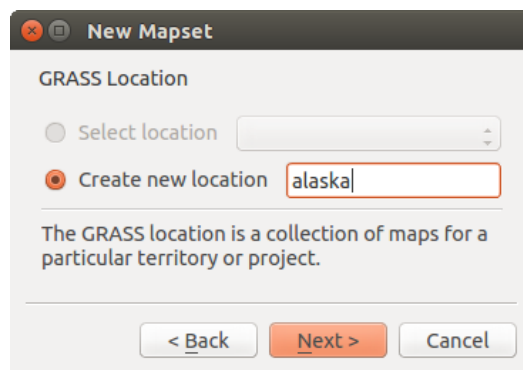 New Mapset
GRASS Location
Select location
Create new location alaska
The GRASS location is a collection of maps for a
particular territory or project.
< Back Next > Cancel